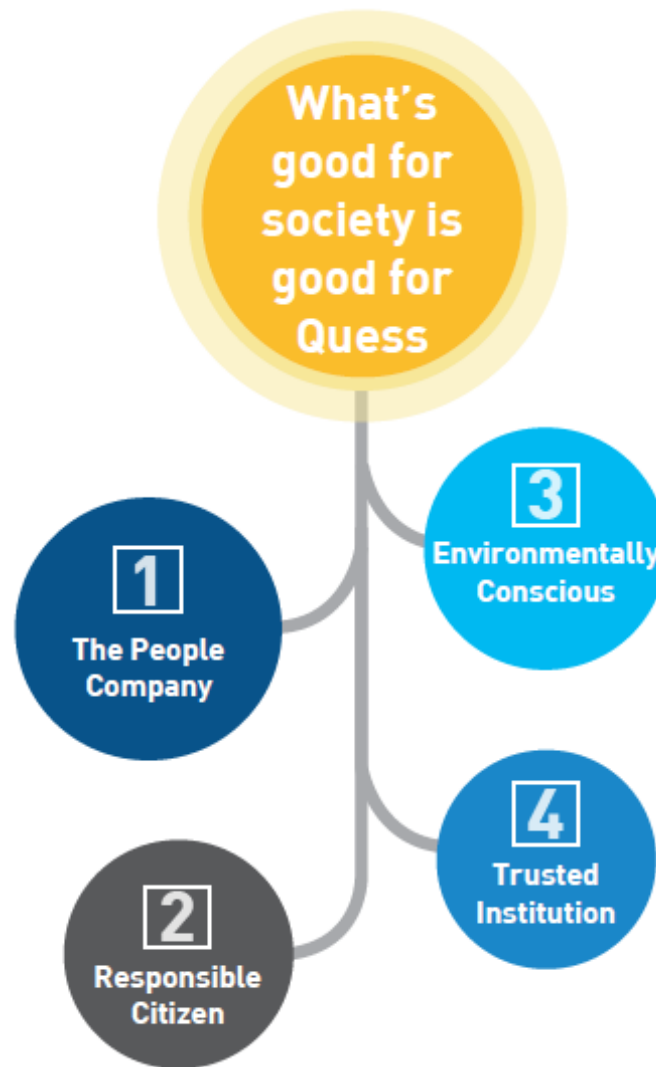 What's
good for
society is
good for
Quess
1
The People
Company
2
Responsible
Citizen
3
Environmentally
Conscious
4
Trusted
Institution